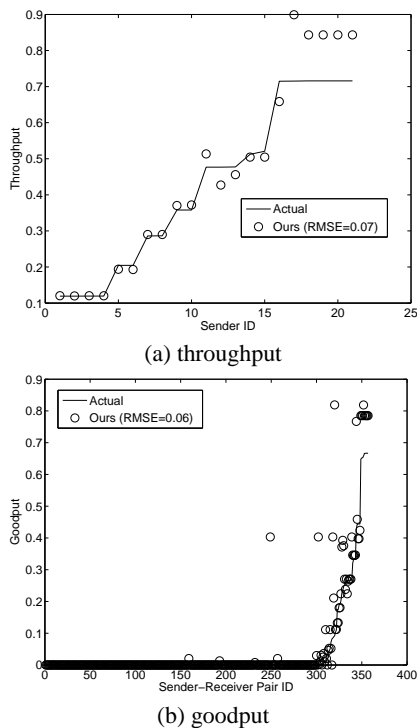 0.9
0.8
0.7
0.6
0.5
0.4
0.3
0.2
0.1
Throughput
Actual
Ours (RMSE=0.07)
0 5 10 15 20 25
Sender ID
(a) throughput
0.9
0.8
0.7
0.6
0.5
0.4
0.3
0.2
0.1
0
Goodput
Actual
Ours (RMSE=0.06)
0 50 100 150 200 250 300 350 400
Sender−Receiver Pair ID
(b) goodput